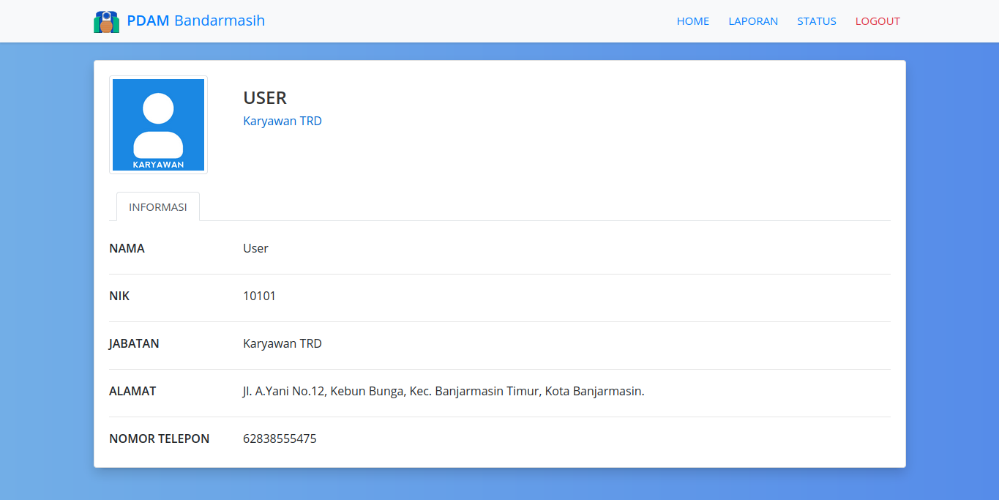 PDAM Bandarmasih
HOME LAPORAN STATUS LOGOUT
KARYAWAN
USER
Karyawan TRD
INFORMASI
NAMA User
NIK 10101
JABATAN Karyawan TRD
ALAMAT Jl. A.Yani No.12, Kebun Bunga, Kec. Banjarmasin Timur, Kota Banjarmasin.
NOMOR TELEPON 62838555475